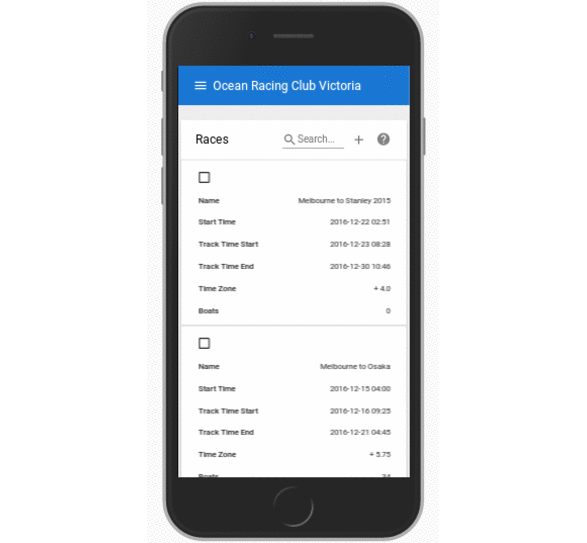 Ocean Racing Club Victoria
Races Search...
Name Melbourne to Stanley 2015
Start Time 2016-12-22 02:51
Track Time Start 2016-12-23 08:28
Track Time End 2016-12-30 10:46
Time Zone + 4.0
Boats 0
Name Melbourne to Osaka
Start Time 2016-12-15 04:00
Track Time Start 2016-12-16 09:25
Track Time End 2016-12-21 04:45
Time Zone + 5.75
Boats